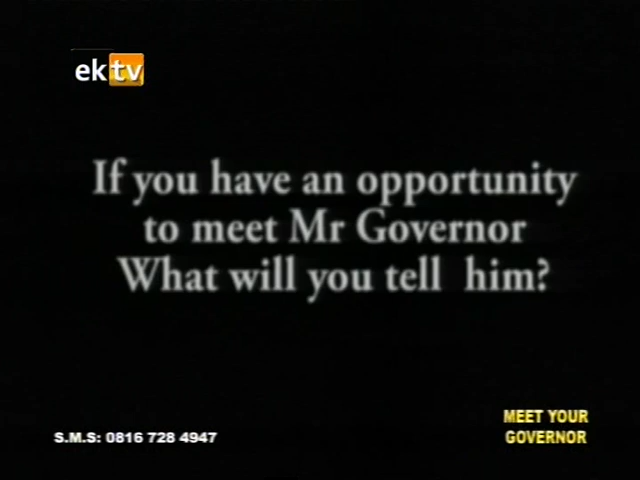 ektv
If you have an opportunity
to meet Mr Governor
What will you tell him?
MEET YOUR
GOVERNOR
S.M.S: 0816 728 4947